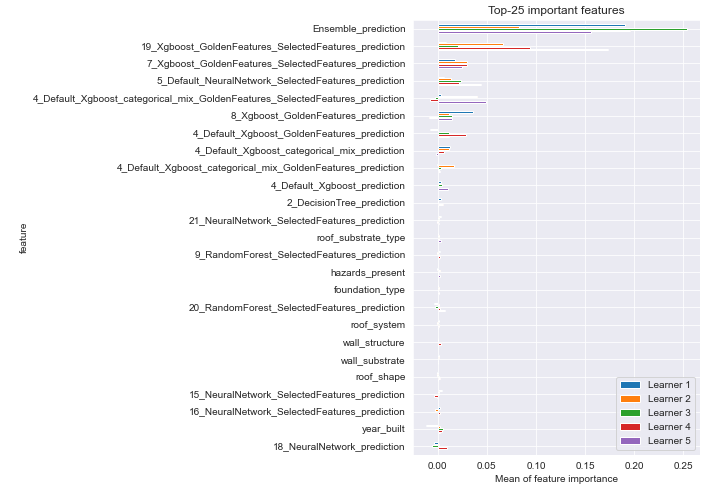 Top-25 important features
Ensemble_prediction
19_Xgboost_GoldenFeatures_SelectedFeatures_prediction
7_Xgboost_GoldenFeatures_SelectedFeatures_prediction
5_Default_NeuralNetwork_SelectedFeatures_prediction
4_Default_Xgboost_categorical_mix_GoldenFeatures_SelectedFeatures_prediction
8_Xgboost_GoldenFeatures_prediction
4_Default_Xgboost_GoldenFeatures_prediction
4_Default_Xgboost_categorical_mix_prediction
4_Default_Xgboost_categorical_mix_GoldenFeatures_prediction
4_Default_Xgboost_prediction
2_DecisionTree_prediction
21_NeuralNetwork_SelectedFeatures_prediction
roof_substrate_type
feature
9_RandomForest_SelectedFeatures_prediction
hazards_present
foundation_type
20_RandomForest_SelectedFeatures_prediction
roof_system
wall_structure
wall_substrate
roof_shape
15_NeuralNetwork_SelectedFeatures_prediction
16_NeuralNetwork_SelectedFeatures_prediction
year_built
18_NeuralNetwork_prediction
Learner 1
Learner 2
Learner 3
Learner 4
Learner 5
0.00 0.05 0.10 0.15 0.20 0.25
Mean of feature importance